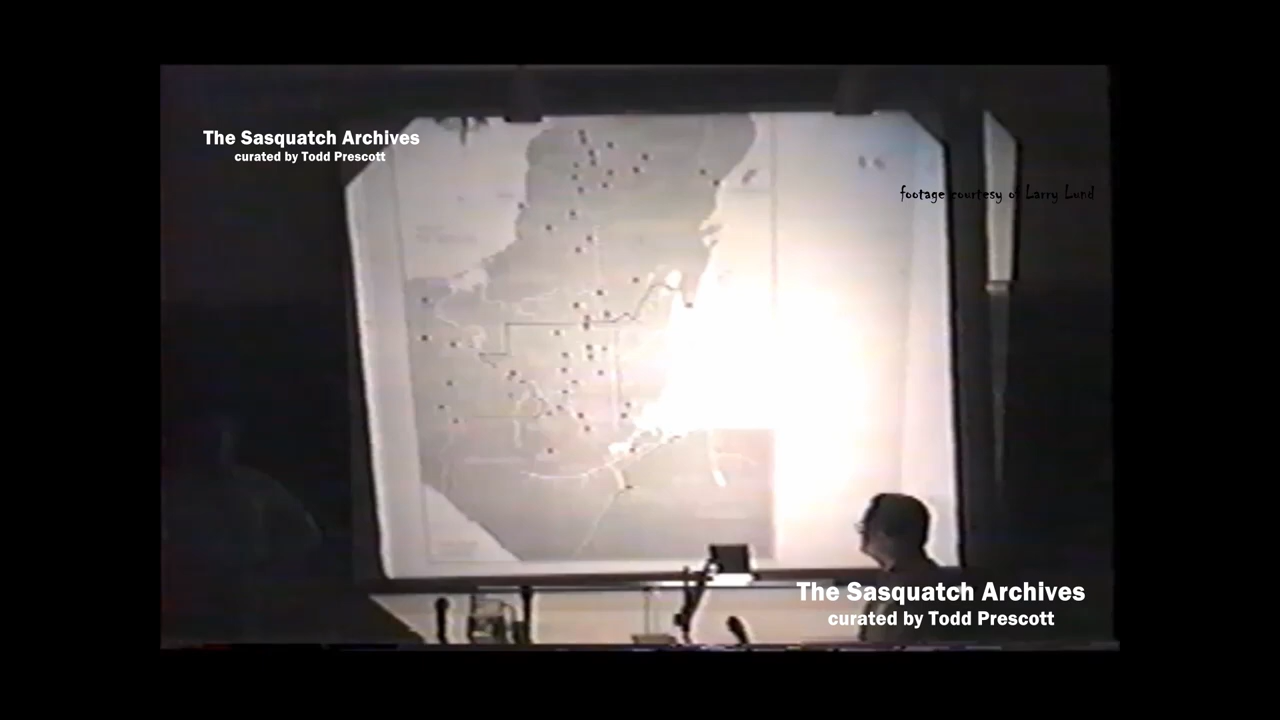 The Sasquatch Archives
curated by Todd Prescott
footage courtesy of Larry Lund
The Sasquatch Archives
curated by Todd Prescott